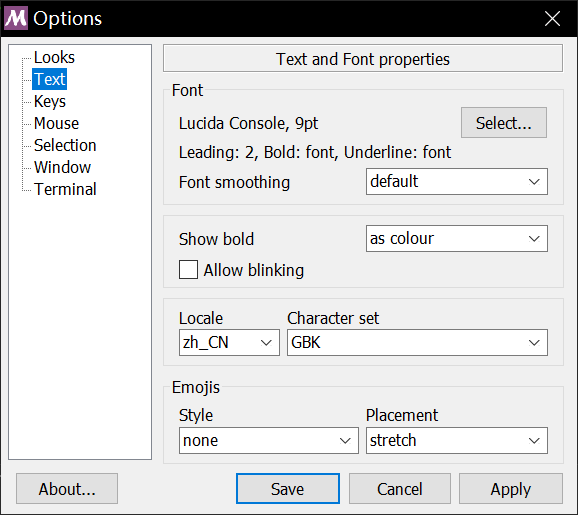 Options
Looks
Text
Keys
Mouse
Selection
Window
Terminal
Text and Font properties
Font
Lucida Console, 9pt
Select...
Leading: 2, Bold: font, Underline: font
Font smoothing
default
Show bold
as colour
Allow blinking
Locale
Character set
zh_CN
GBK
Emojis
Style
Placement
none
stretch
About...
Save
Cancel
Apply